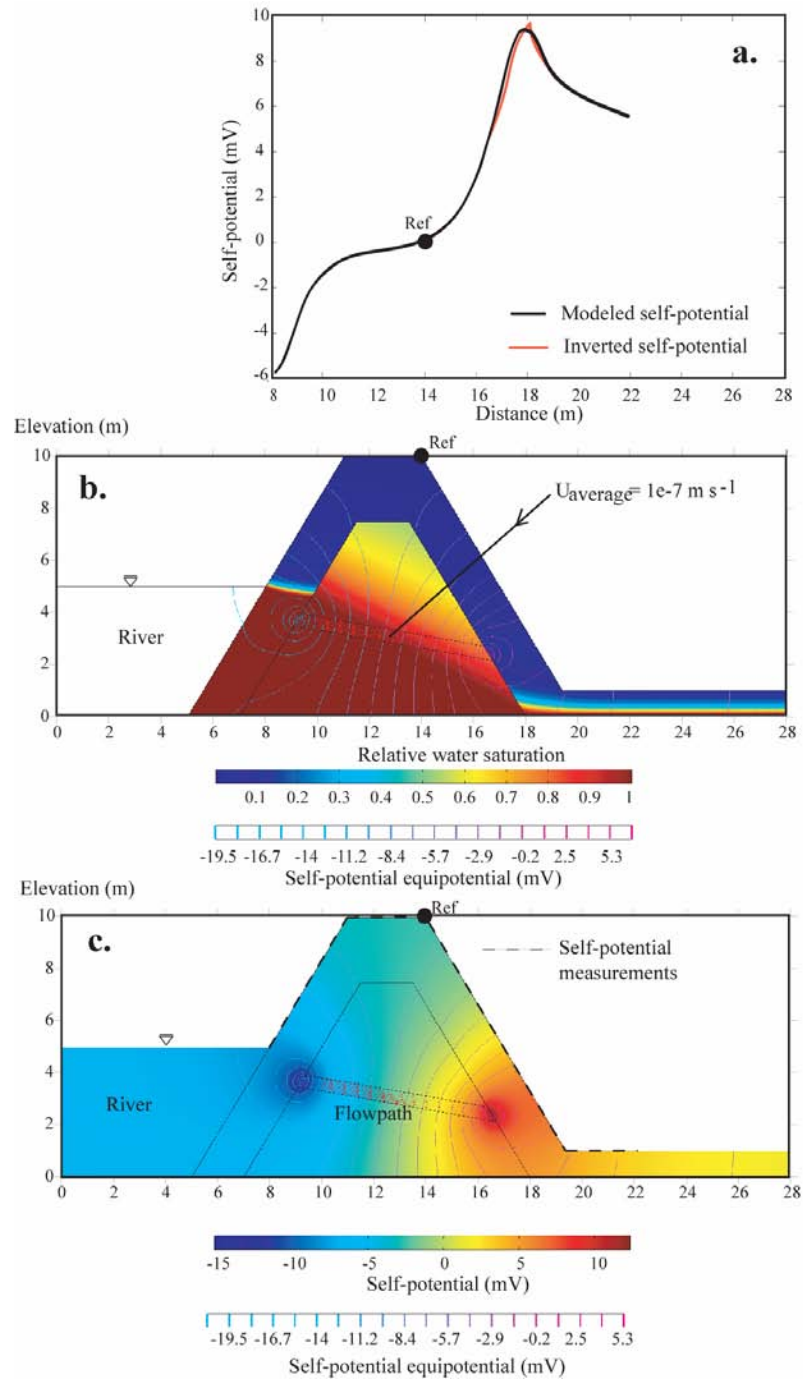 10
8
6
4
2
0
-2
-4
-6
Self-potential (mV)
a.
Ref
Modeled self-potential
Inverted self-potential
8 10 12 14 16 18 20 22 24 26 28
Distance (m)
Elevation (m)
Ref
10
8
6
4
2
0
b.
Uaverage = 1e-7 m s-1
River
0 2 4 6 8 10 12 14 16 18 20 22 24 26 28
Relative water saturation
0.1 0.2 0.3 0.4 0.5 0.6 0.7 0.8 0.9 1
-19.5 -16.7 -14 -11.2 -8.4 -5.7 -2.9 -0.2 2.5 5.3
Self-potential equipotential (mV)
Elevation (m)
Ref
10
8
6
4
2
0
c.
Self-potential
measurements
River
Flowpath
0 2 4 6 8 10 12 14 16 18 20 22 24 26 28
-15 -10 -5 0 5 10
Self-potential (mV)
-19.5 -16.7 -14 -11.2 -8.4 -5.7 -2.9 -0.2 2.5 5.3
Self-potential equipotential (mV)